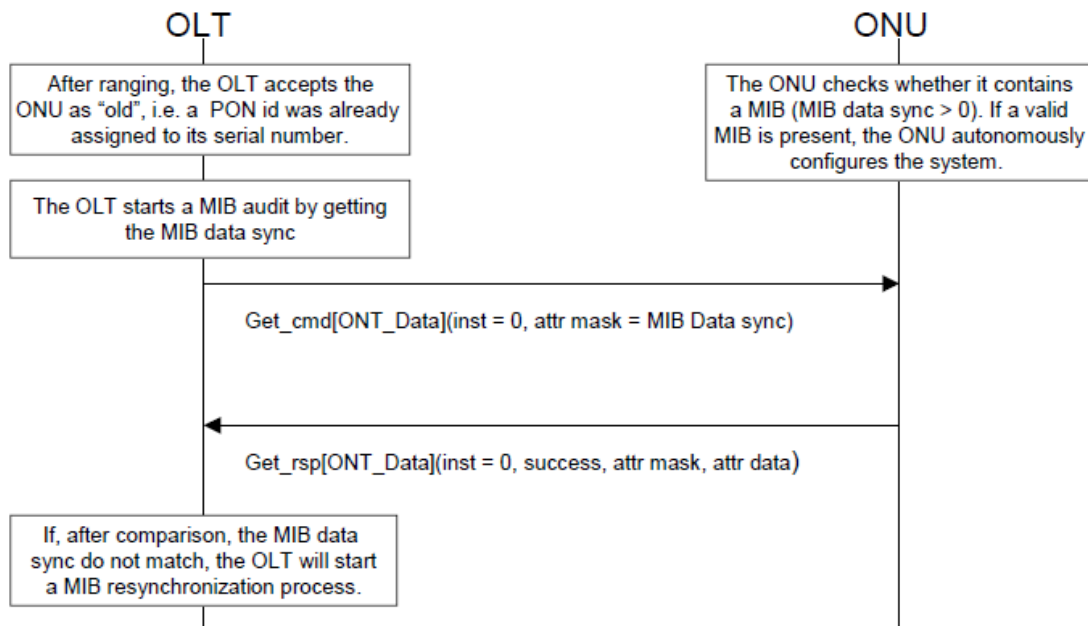 OLT
ONU
After ranging, the OLT accepts the
ONU as “old”, i.e. a PON id was already
assigned to its serial number.
The ONU checks whether it contains
a MIB (MIB data sync > 0). If a valid
MIB is present, the ONU autonomously
configures the system.
The OLT starts a MIB audit by getting
the MIB data sync
Get_cmd[ONT_Data](inst = 0, attr mask = MIB Data sync)
Get_rsp[ONT_Data](inst = 0, success, attr mask, attr data)
If, after comparison, the MIB data
sync do not match, the OLT will start
a MIB resynchronization process.